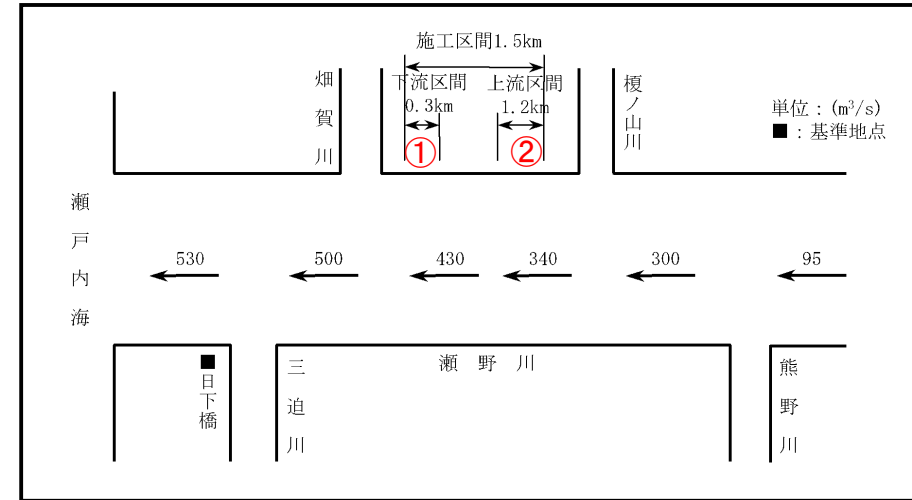 施工区間1.5km
下流区間
0.3km
上流区間
1.2km
①
②
畑賀川
榎ノ山川
単位：(m³/s)
■：基準地点
瀬戸内海
530
500
430
340
300
95
■
日下橋
三迫川
瀬野川
熊野川